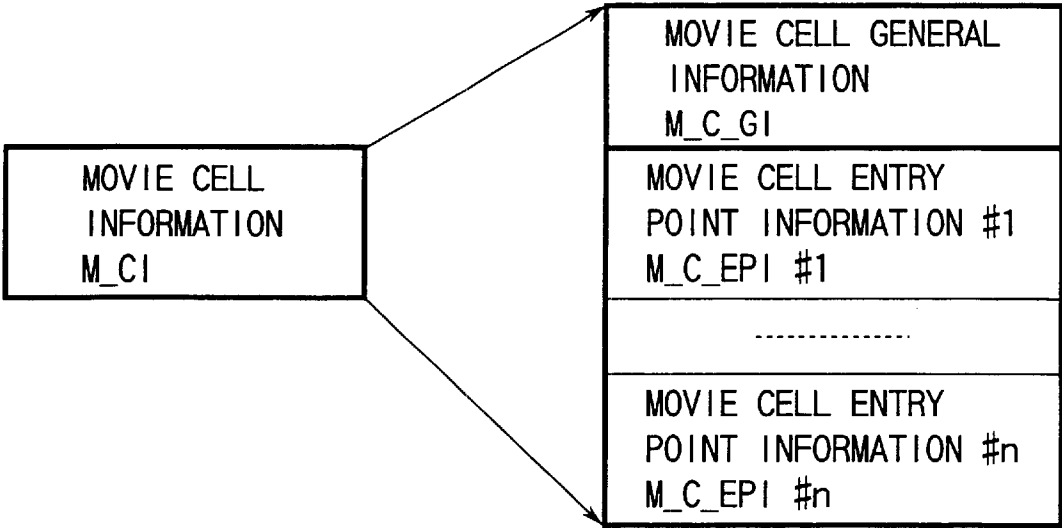 MOVIE CELL
INFORMATION
M_CI
MOVIE CELL GENERAL
INFORMATION
M_C_GI
MOVIE CELL ENTRY
POINT INFORMATION #1
M_C_EPI #1
MOVIE CELL ENTRY
POINT INFORMATION #n
M_C_EPI #n